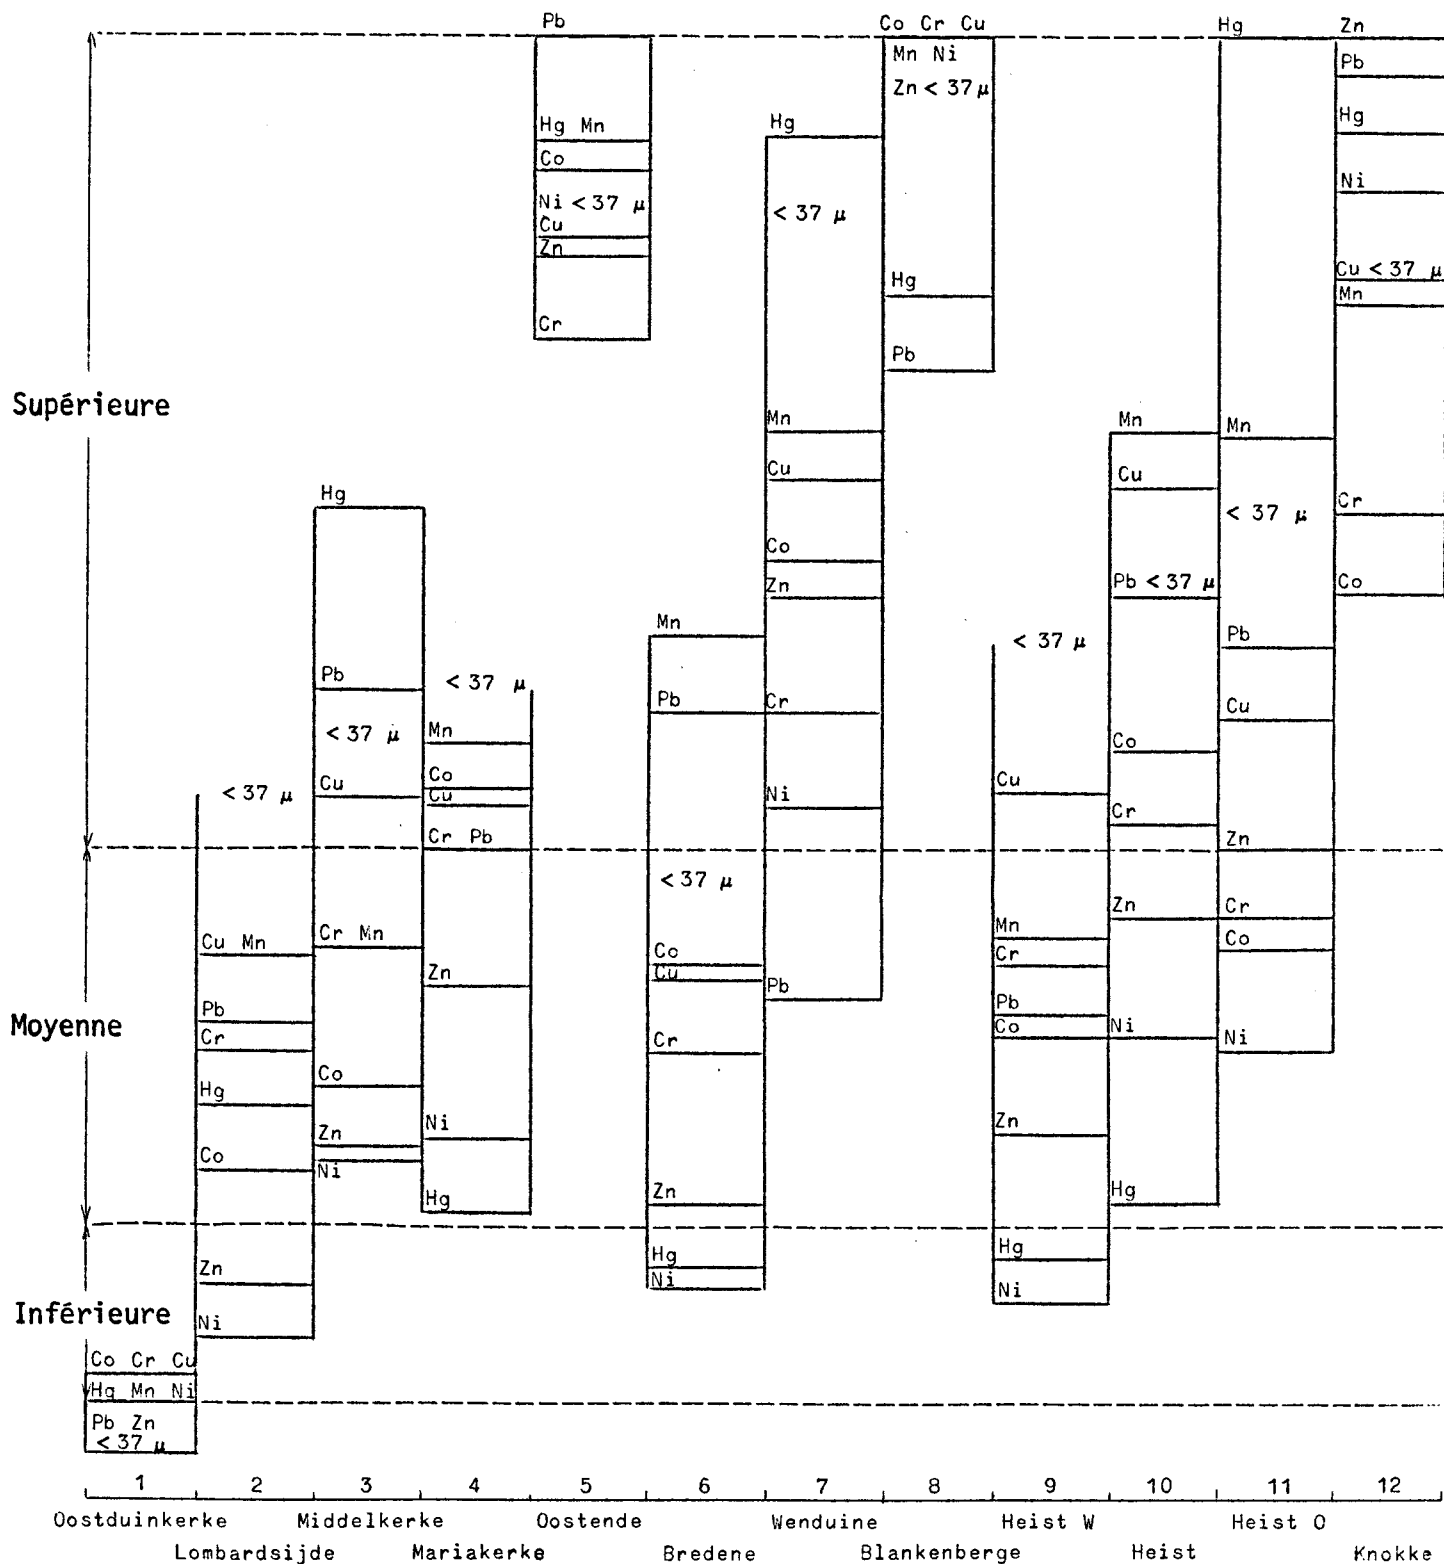 Pb
Co Cr Cu
Hg
Zn
Mn Ni
Pb
Zn < 37 μ
Hg Mn
Hg
Hg
Co
Ni
Ni < 37 μ
< 37 μ
Cu
Zn
Cu < 37 μ
Hg
Mn
Cr
Pb
Supérieure
Mn
Mn
Mn
Cu
Cu
Hg
Cr
< 37 μ
Co
Zn
Pb < 37 μ
Co
Mn
Pb
< 37 μ
Pb
< 37 μ
Pb
Cr
Cu
< 37 μ
Mn
Co
Co
Cu
< 37 μ
Cu
Cu
Ni
Cr
Cr Pb
Zn
< 37 μ
Zn
Cr
Cu Mn
Cr Mn
Mn
Co
Co
Cr
Zn
Cu
Pb
Pb
Pb
Moyenne
Co
Ni
Cr
Cr
Ni
Co
Hg
Ni
Zn
Zn
Co
Ni
Zn
Hg
Hg
Hg
Hg
Zn
Ni
Ni
Inférieure
Ni
Co Cr Cu
Hg Mn Ni
Pb Zn
< 37 μ
1 2 3 4 5 6 7 8 9 10 11 12
Oostduinkerke Middelkerke Oostende Wenduine Heist W Heist O
Lombardsijde Mariakerke Bredene Blankenberge Heist Knokke